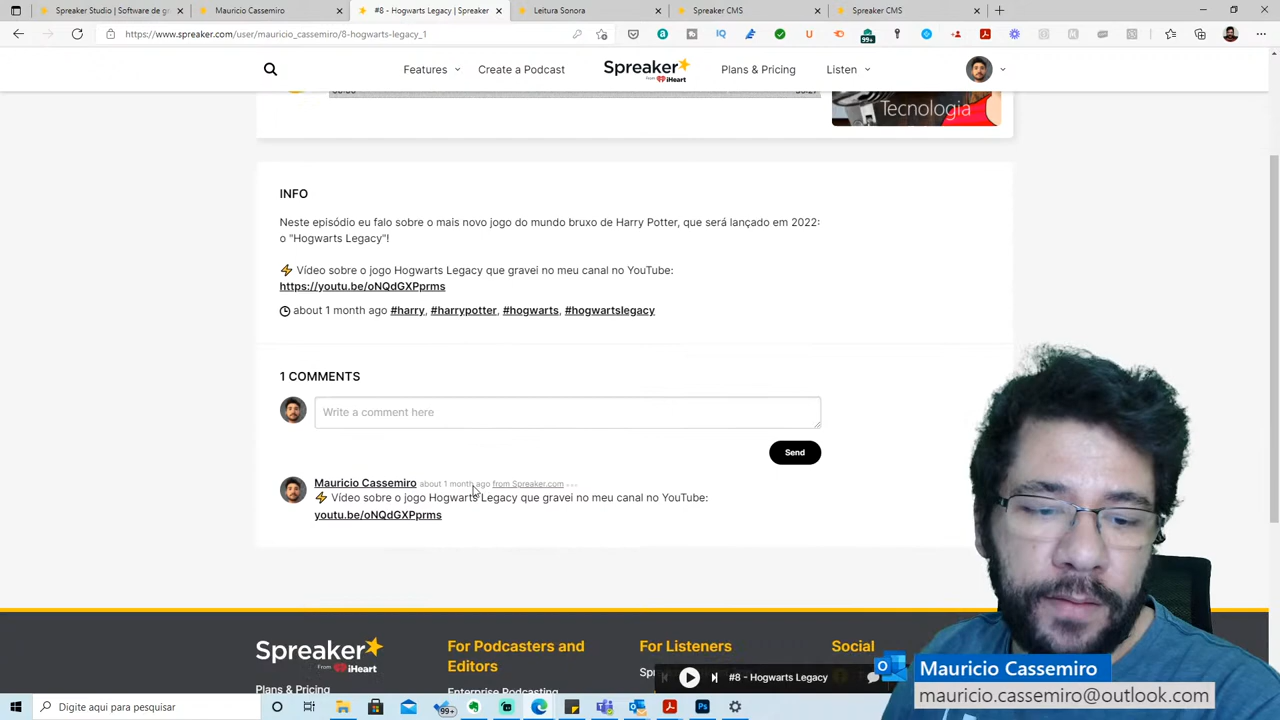 Spreaker Studio | Software de g
Mauricio Cassemiro
#8 - Hogwarts Legacy | Spreaker
Leitura Sonora
Spreaker CMS
Spreaker CMS
https://www.spreaker.com/user/mauricio_cassemiro/8-hogwarts-legacy_1
99+
Features
Create a Podcast
Spreaker
From iHeart
Plans & Pricing
Listen
Tecnologia
INFO
Neste episódio eu falo sobre o mais novo jogo do mundo bruxo de Harry Potter, que será lançado em 2022:
o "Hogwarts Legacy"!
⚡ Vídeo sobre o jogo Hogwarts Legacy que gravei no meu canal no YouTube:
https://youtu.be/oNQdGXPprms
about 1 month ago #harry, #harrypotter, #hogwarts, #hogwartslegacy
1 COMMENTS
Write a comment here
Send
Mauricio Cassemiro about 1 month ago from Spreaker.com
⚡ Vídeo sobre o jogo Hogwarts Legacy que gravei no meu canal no YouTube:
youtu.be/oNQdGXPprms
Spreaker
From iHeart
For Podcasters and
Editors
For Listeners
Social
Plans & Pricing
Enterprise Podcasting
#8 - Hogwarts Legacy
Mauricio Cassemiro
mauricio.cassemiro@outlook.com
Digite aqui para pesquisar
99+